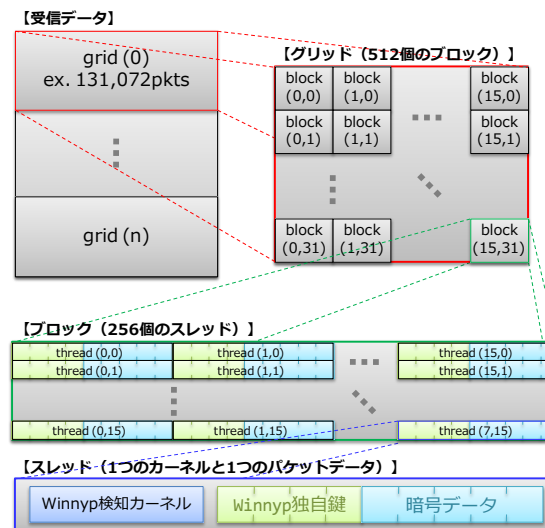 【受信データ】
grid (0)
ex. 131,072pkts
grid (n)
【グリッド（512個のブロック）】
block (0,0)
block (1,0)
block (15,0)
block (0,1)
block (1,1)
block (15,1)
block (0,31)
block (1,31)
block (15,31)
【ブロック（256個のスレッド）】
thread (0,0)
thread (1,0)
thread (15,0)
thread (0,1)
thread (1,1)
thread (15,1)
thread (0,15)
thread (1,15)
thread (7,15)
【スレッド（1つのカーネルと1つのパケットデータ）】
Winnyp検知カーネル
Winnyp独自鍵
暗号データ